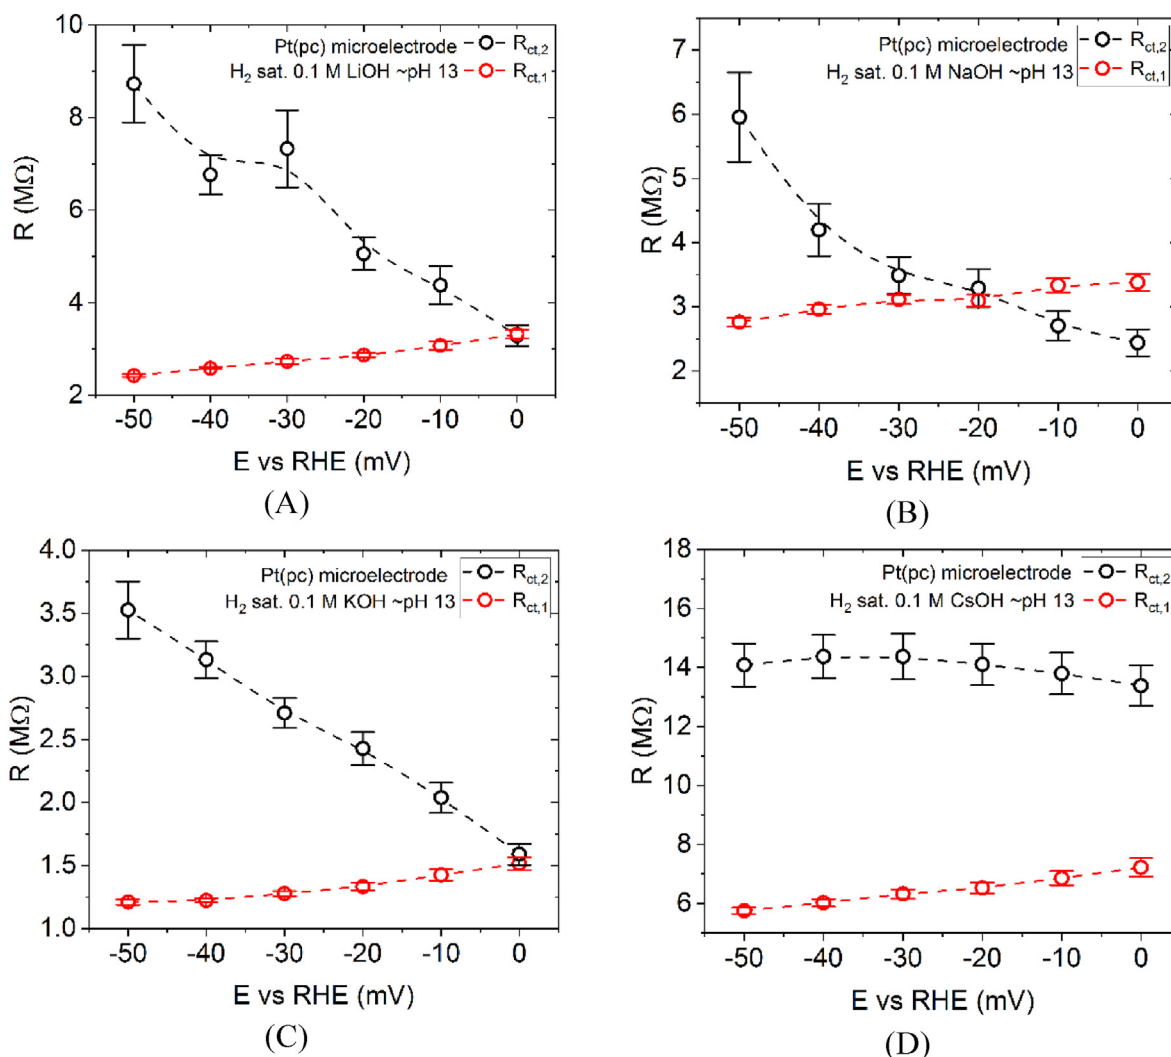 Pt(pc) microelectrode
H2 sat. 0.1 M LiOH ~pH 13
Rct,2
Rct,1
10
8
6
4
2
R (MΩ)
-50 -40 -30 -20 -10 0
E vs RHE (mV)
(A)
Pt(pc) microelectrode
H2 sat. 0.1 M NaOH ~pH 13
Rct,2
Rct,1
7
6
5
4
3
2
R (MΩ)
-50 -40 -30 -20 -10 0
E vs RHE (mV)
(B)
Pt(pc) microelectrode
H2 sat. 0.1 M KOH ~pH 13
Rct,2
Rct,1
4.0
3.5
3.0
2.5
2.0
1.5
1.0
R (MΩ)
-50 -40 -30 -20 -10 0
E vs RHE (mV)
(C)
Pt(pc) microelectrode
H2 sat. 0.1 M CsOH ~pH 13
Rct,2
Rct,1
18
16
14
12
10
8
6
R (MΩ)
-50 -40 -30 -20 -10 0
E vs RHE (mV)
(D)